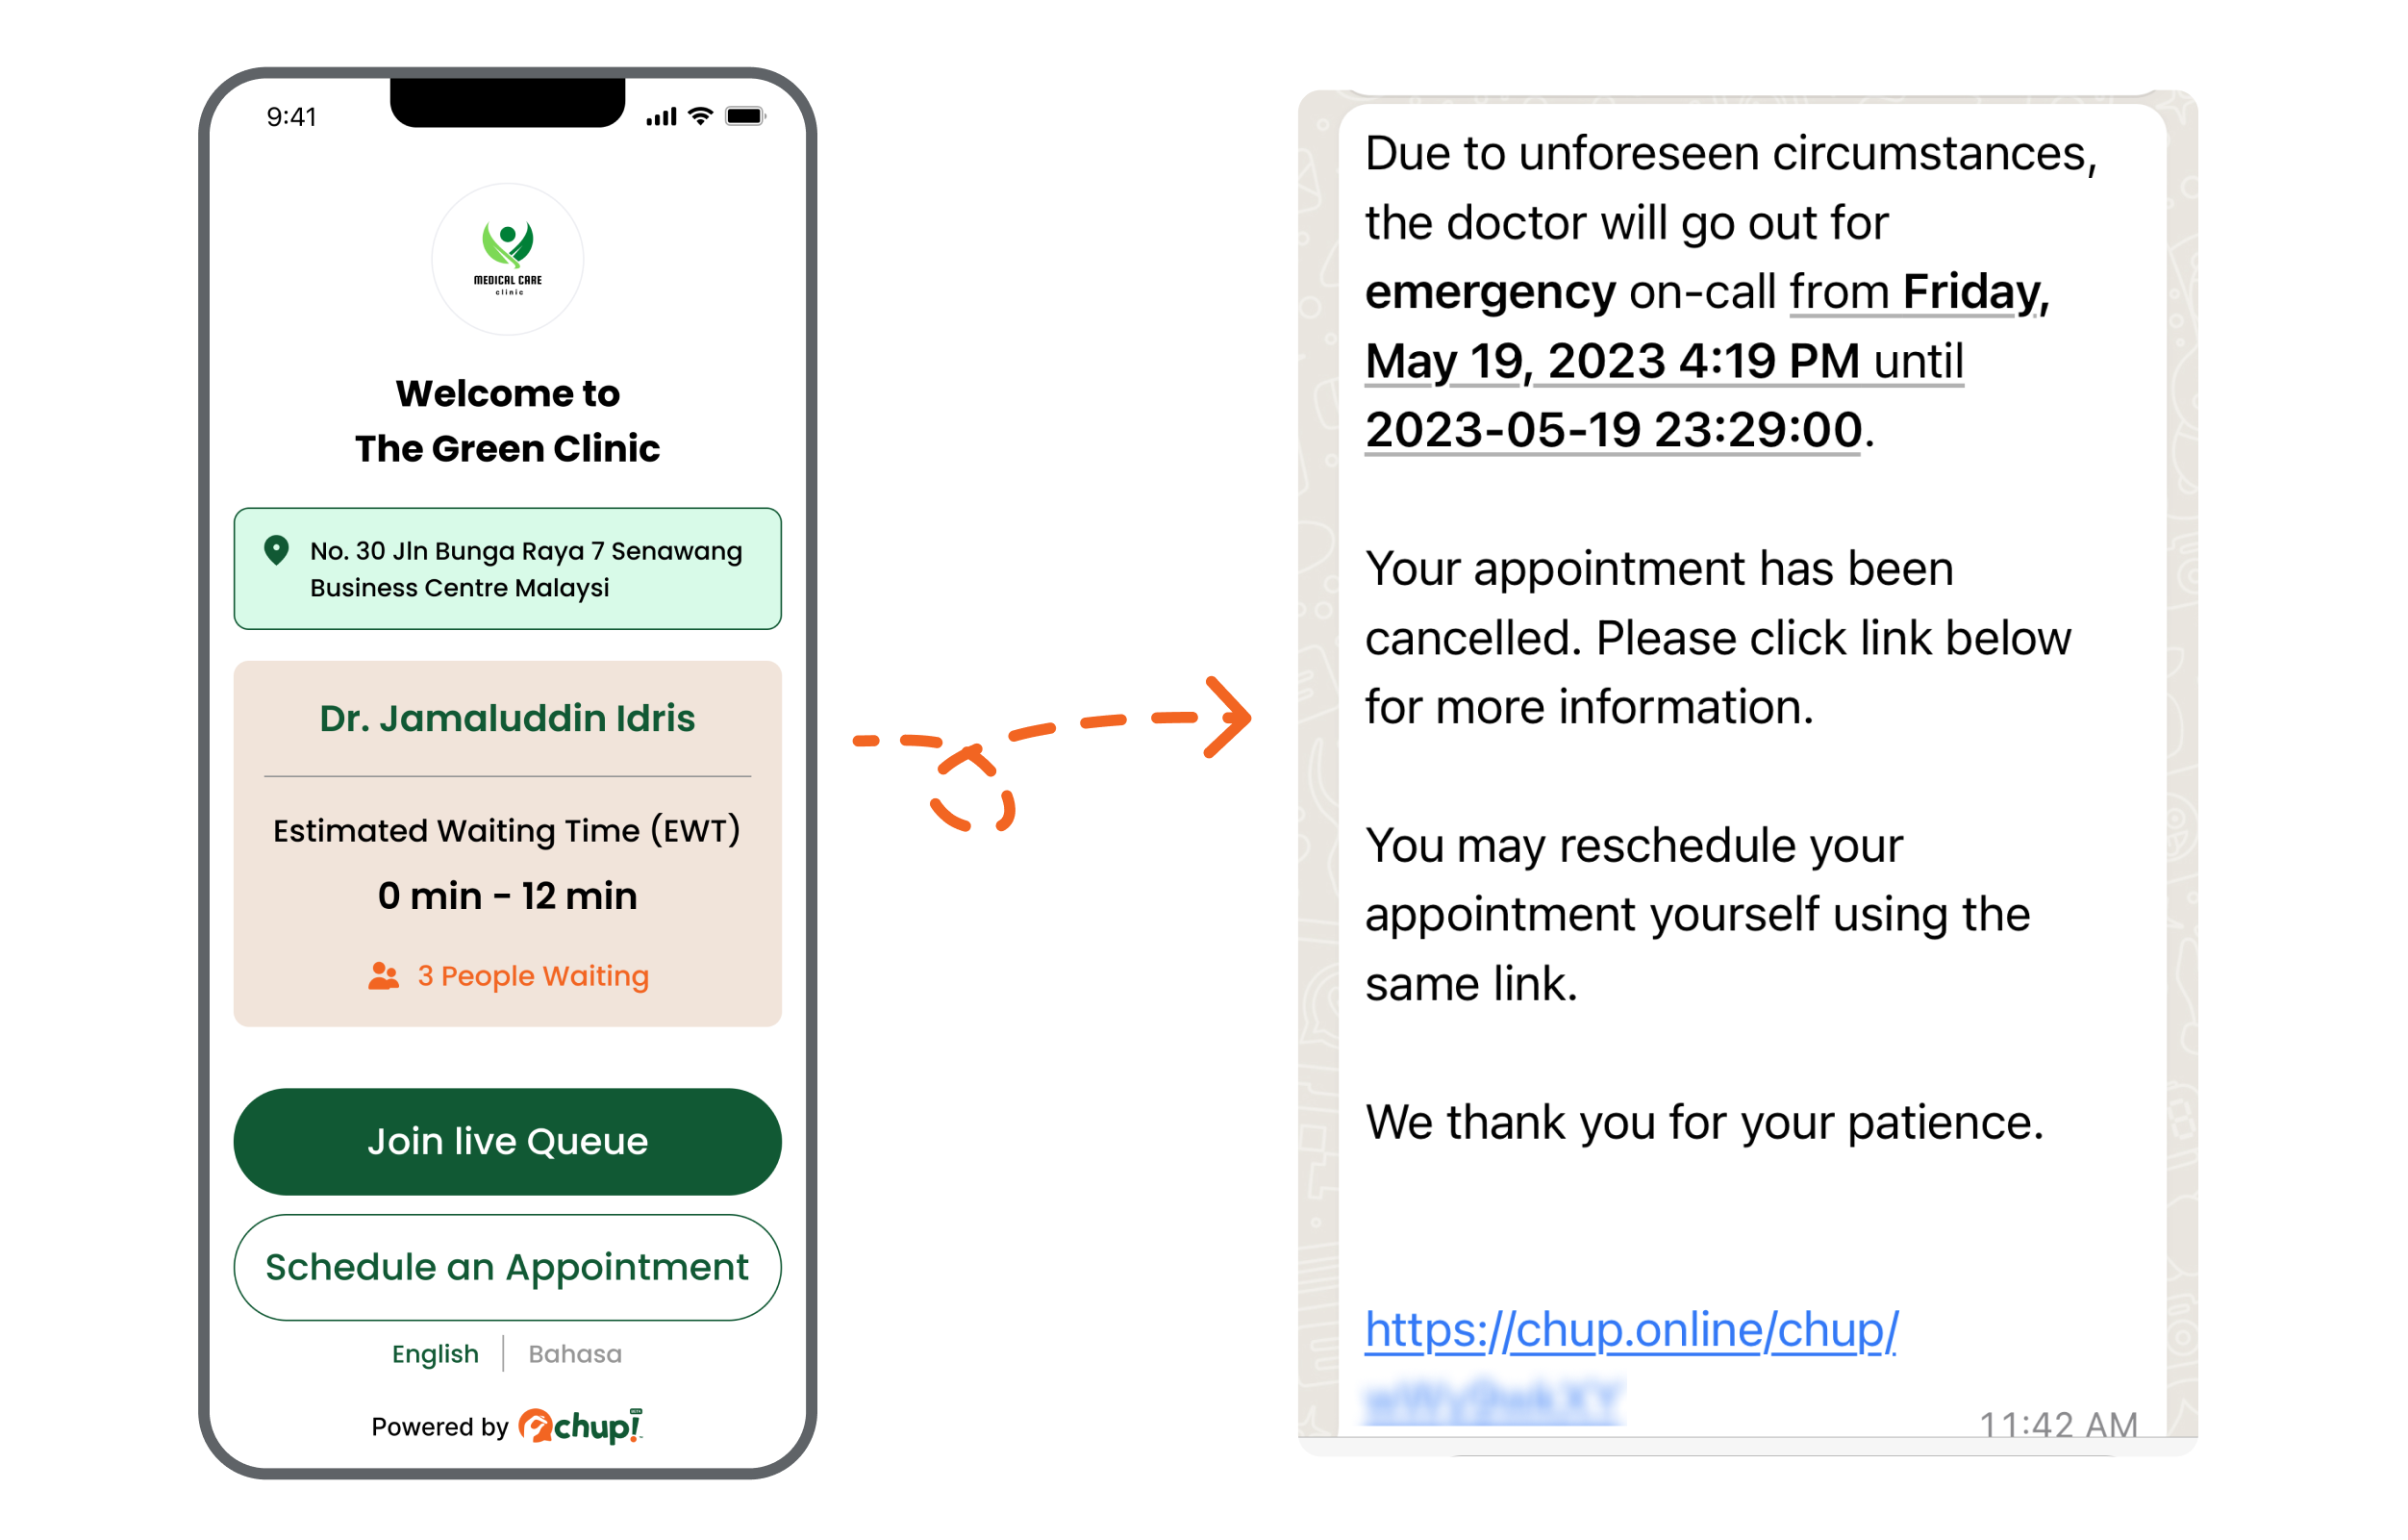 9:41
MEDICAL CARE
clinic
Welcome to
The Green Clinic
No. 30 Jln Bunga Raya 7 Senawang
Business Centre Malaysi
Dr. Jamaluddin Idris
Estimated Waiting Time (EWT)
0 min - 12 min
3 People Waiting
Join live Queue
Schedule an Appointment
English | Bahasa
Powered by chup!
Due to unforeseen circumstances,
the doctor will go out for
emergency on-call from Friday,
May 19, 2023 4:19 PM until
2023-05-19 23:29:00.
Your appointment has been
cancelled. Please click link below
for more information.
You may reschedule your
appointment yourself using the
same link.
We thank you for your patience.
https://chup.online/chup/
11:42 AM